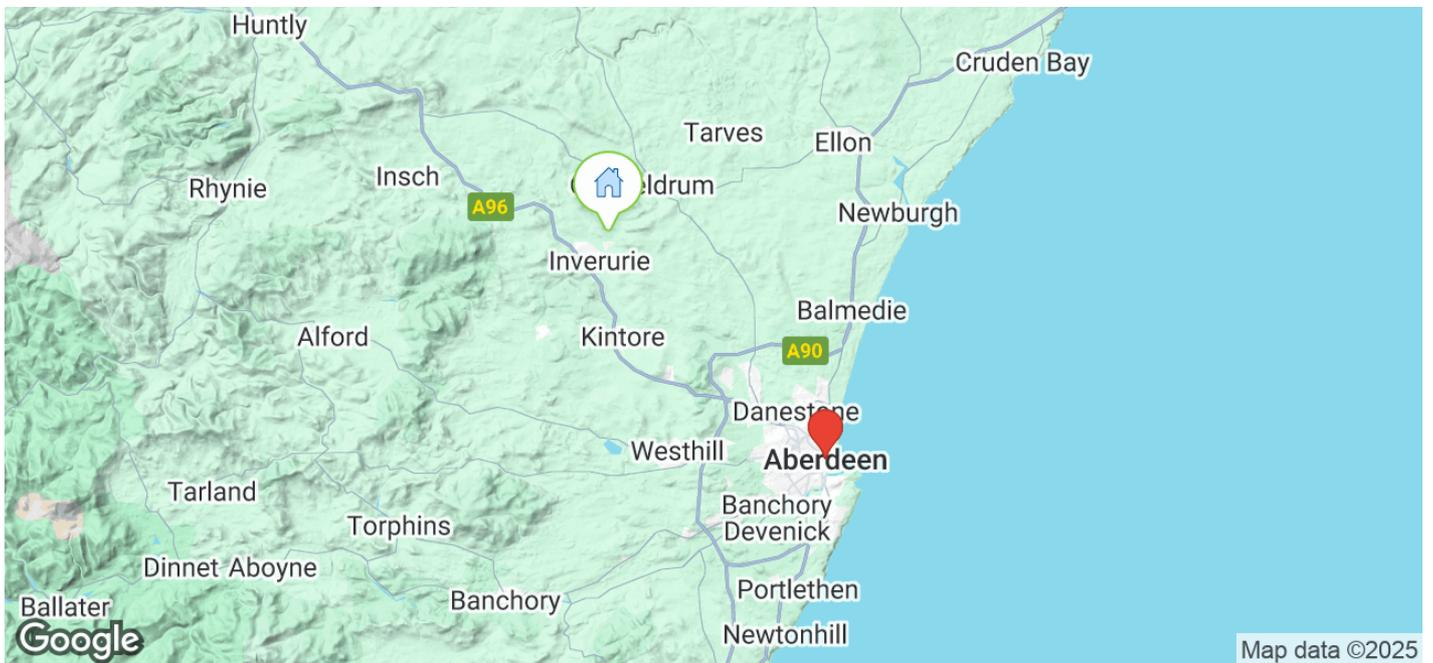 Huntly
Cruden Bay
Tarves
Ellon
Insch
Rhynie
eldrum
A96
Newburgh
Inverurie
Balmedie
Alford
Kintore
A90
Danestone
Westhill
Aberdeen
Tarland
Banchory
Devenick
Torphins
Dinnet Aboyne
Portlethen
Banchory
Ballater
Newtonhill
Google
Map data ©2025